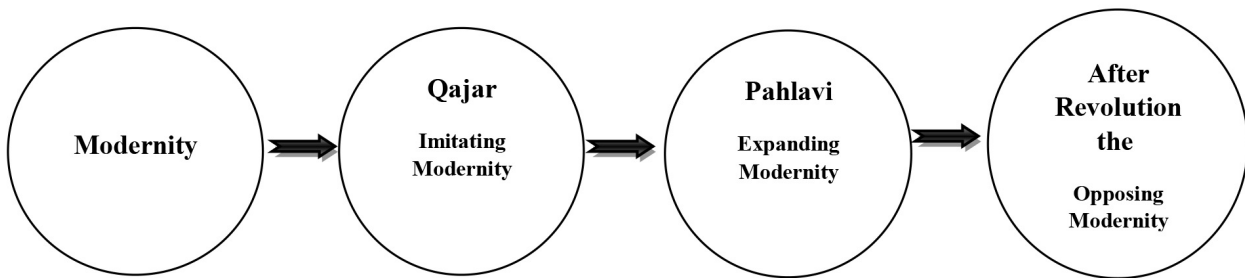 Modernity
Qajar
Imitating
Modernity
Pahlavi
Expanding
Modernity
After
Revolution
the
Opposing
Modernity